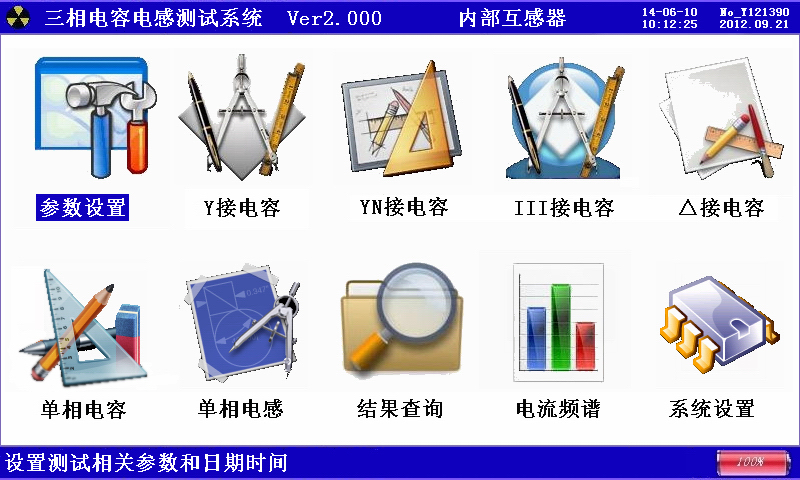 三相电容电感测试系统 Ver2.000 内部互感器 14-06-10 No_Y121390
10:12:25 2012.09.21
参数设置 Y接电容 YN接电容 III接电容 △接电容
单相电容 单相电感 结果查询 电流频谱 系统设置
设置测试相关参数和日期时间 100%